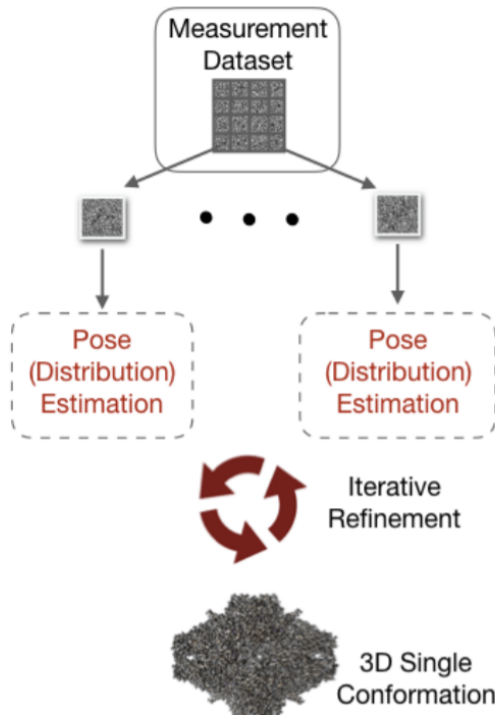 Measurement
Dataset
Pose
(Distribution)
Estimation
Pose
(Distribution)
Estimation
Iterative
Refinement
3D Single
Conformation